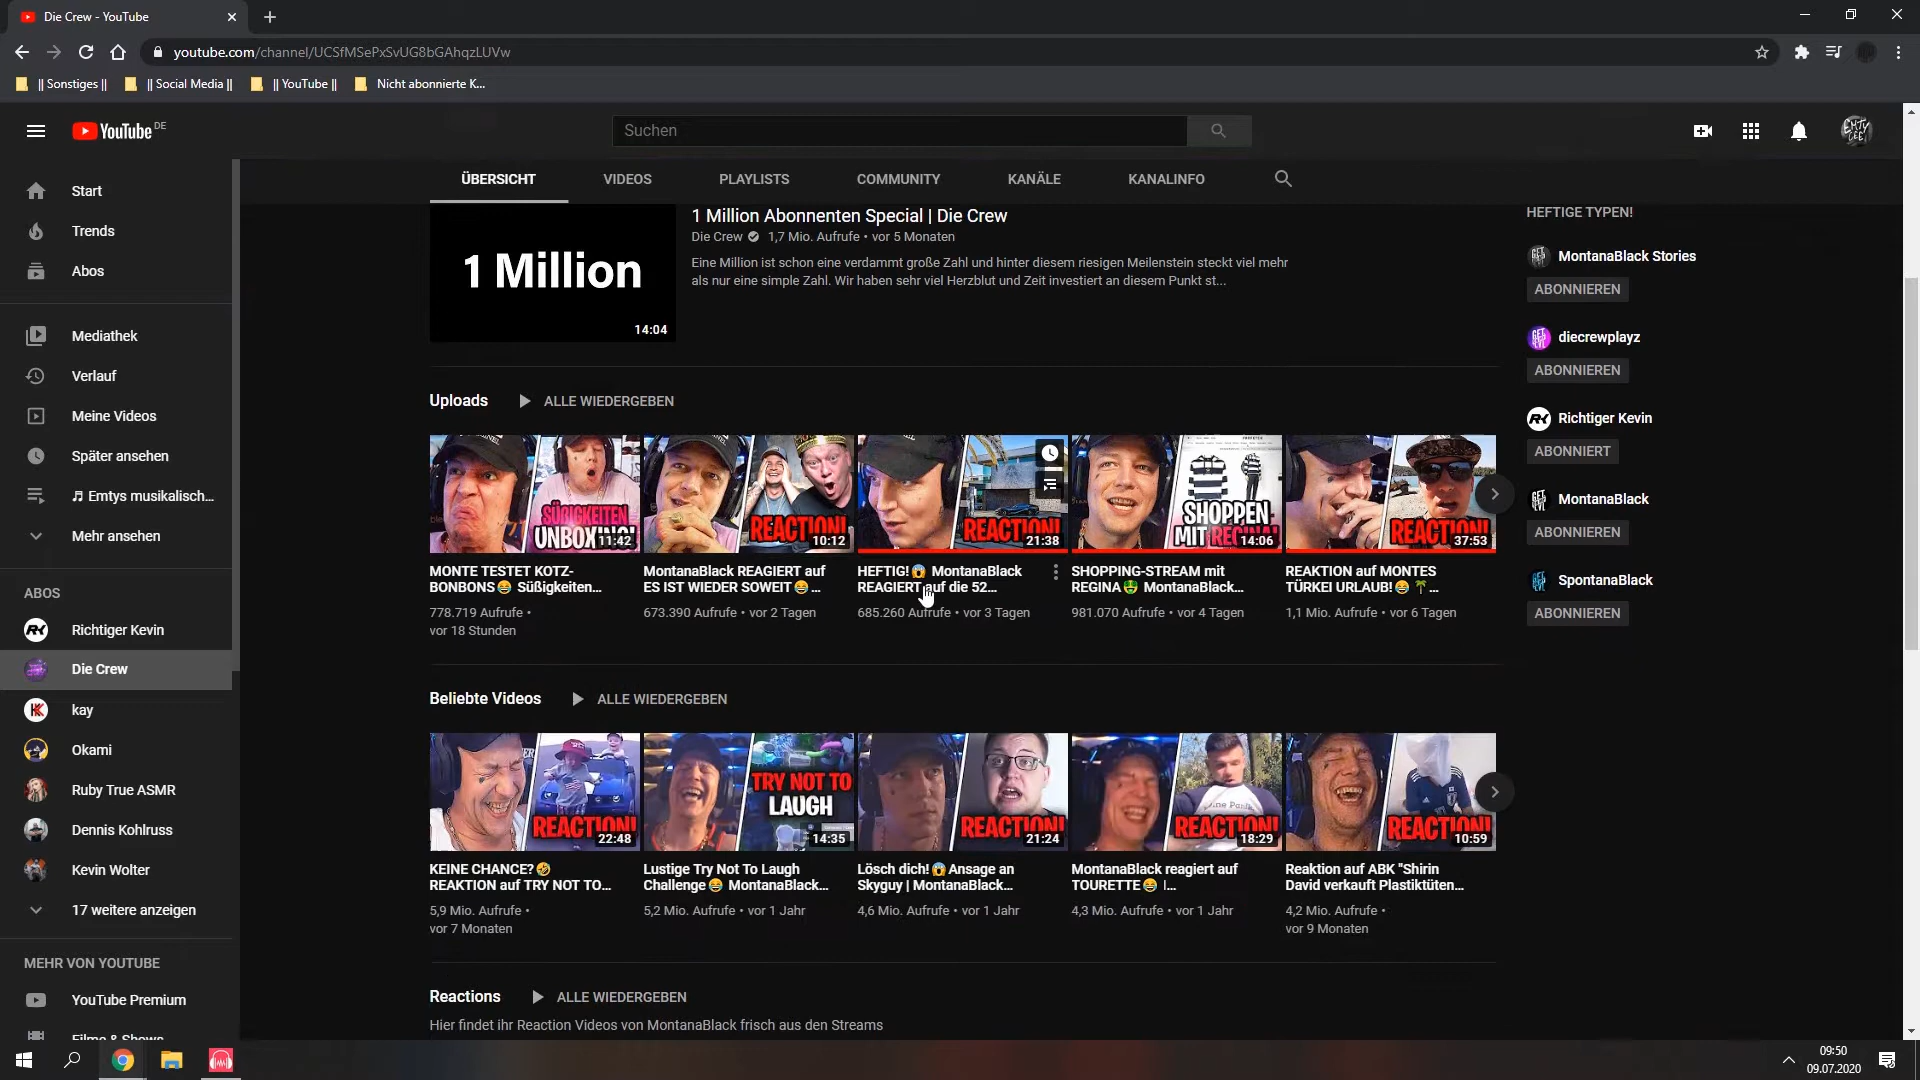 Die Crew - YouTube
youtube.com/channel/UCSfMSePxSvUG8bGAhqzLUVw
|| Sonstiges ||
|| Social Media ||
|| YouTube ||
Nicht abonnierte K...
YouTube DE
Suchen
Start
Trends
Abos
Mediathek
Verlauf
Meine Videos
Später ansehen
♫ Emtys musikalisch...
Mehr ansehen
ABOS
Richtiger Kevin
Die Crew
kay
Okami
Ruby True ASMR
Dennis Kohlruss
Kevin Wolter
17 weitere anzeigen
MEHR VON YOUTUBE
YouTube Premium
Filme & Shows
ÜBERSICHT
VIDEOS
PLAYLISTS
COMMUNITY
KANÄLE
KANALINFO
1 Million
14:04
1 Million Abonnenten Special | Die Crew
Die Crew 1,7 Mio. Aufrufe • vor 5 Monaten
Eine Million ist schon eine verdammt große Zahl und hinter diesem riesigen Meilenstein steckt viel mehr
als nur eine simple Zahl. Wir haben sehr viel Herzblut und Zeit investiert an diesem Punkt st...
Uploads
ALLE WIEDERGEBEN
SÜßIGKEITEN
UNBOXING!
11:42
MONTE TESTET KOTZ-
BONBONS😂 Süßigkeiten...
778.719 Aufrufe •
vor 18 Stunden
REACTION!
10:12
MontanaBlack REAGIERT auf
ES IST WIEDER SOWEIT😂...
673.390 Aufrufe • vor 2 Tagen
REACTION!
21:38
HEFTIG!😱 MontanaBlack
REAGIERT auf die 52...
685.260 Aufrufe • vor 3 Tagen
SHOPPEN
MIT REGINA!
14:06
SHOPPING-STREAM mit
REGINA🤑 MontanaBlack...
981.070 Aufrufe • vor 4 Tagen
REACTION!
37:53
REAKTION auf MONTES
TÜRKEI URLAUB!😂🌴...
1,1 Mio. Aufrufe • vor 6 Tagen
Beliebte Videos
ALLE WIEDERGEBEN
REACTION!
22:48
KEINE CHANCE?🤣
REAKTION auf TRY NOT TO...
5,9 Mio. Aufrufe •
vor 7 Monaten
TRY NOT TO
LAUGH
14:35
Lustige Try Not To Laugh
Challenge😂 MontanaBlack...
5,2 Mio. Aufrufe • vor 1 Jahr
REACTION!
21:24
Lösch dich!😱Ansage an
Skyguy | MontanaBlack...
4,6 Mio. Aufrufe • vor 1 Jahr
REACTION!
18:29
MontanaBlack reagiert auf
TOURETTE😂 |...
4,3 Mio. Aufrufe • vor 1 Jahr
REACTION!
10:59
Reaktion auf ABK "Shirin
David verkauft Plastiktüten...
4,2 Mio. Aufrufe •
vor 9 Monaten
Reactions
ALLE WIEDERGEBEN
Hier findet ihr Reaction Videos von MontanaBlack frisch aus den Streams
HEFTIGE TYPEN!
MontanaBlack Stories
ABONNIEREN
diecrewplayz
ABONNIEREN
Richtiger Kevin
ABONNIERT
MontanaBlack
ABONNIEREN
SpontanaBlack
ABONNIEREN
09:50
09.07.2020